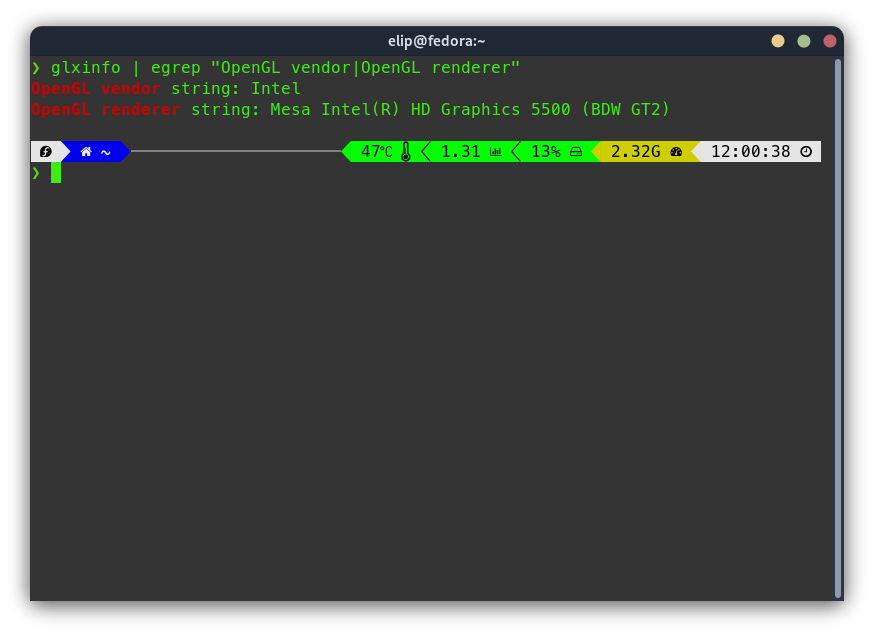 elip@fedora:~
❯ glxinfo | egrep "OpenGL vendor|OpenGL renderer"
OpenGL vendor string: Intel
OpenGL renderer string: Mesa Intel(R) HD Graphics 5500 (BDW GT2)
~ 47℃ 1.31 13% 2.32G 12:00:38
❯